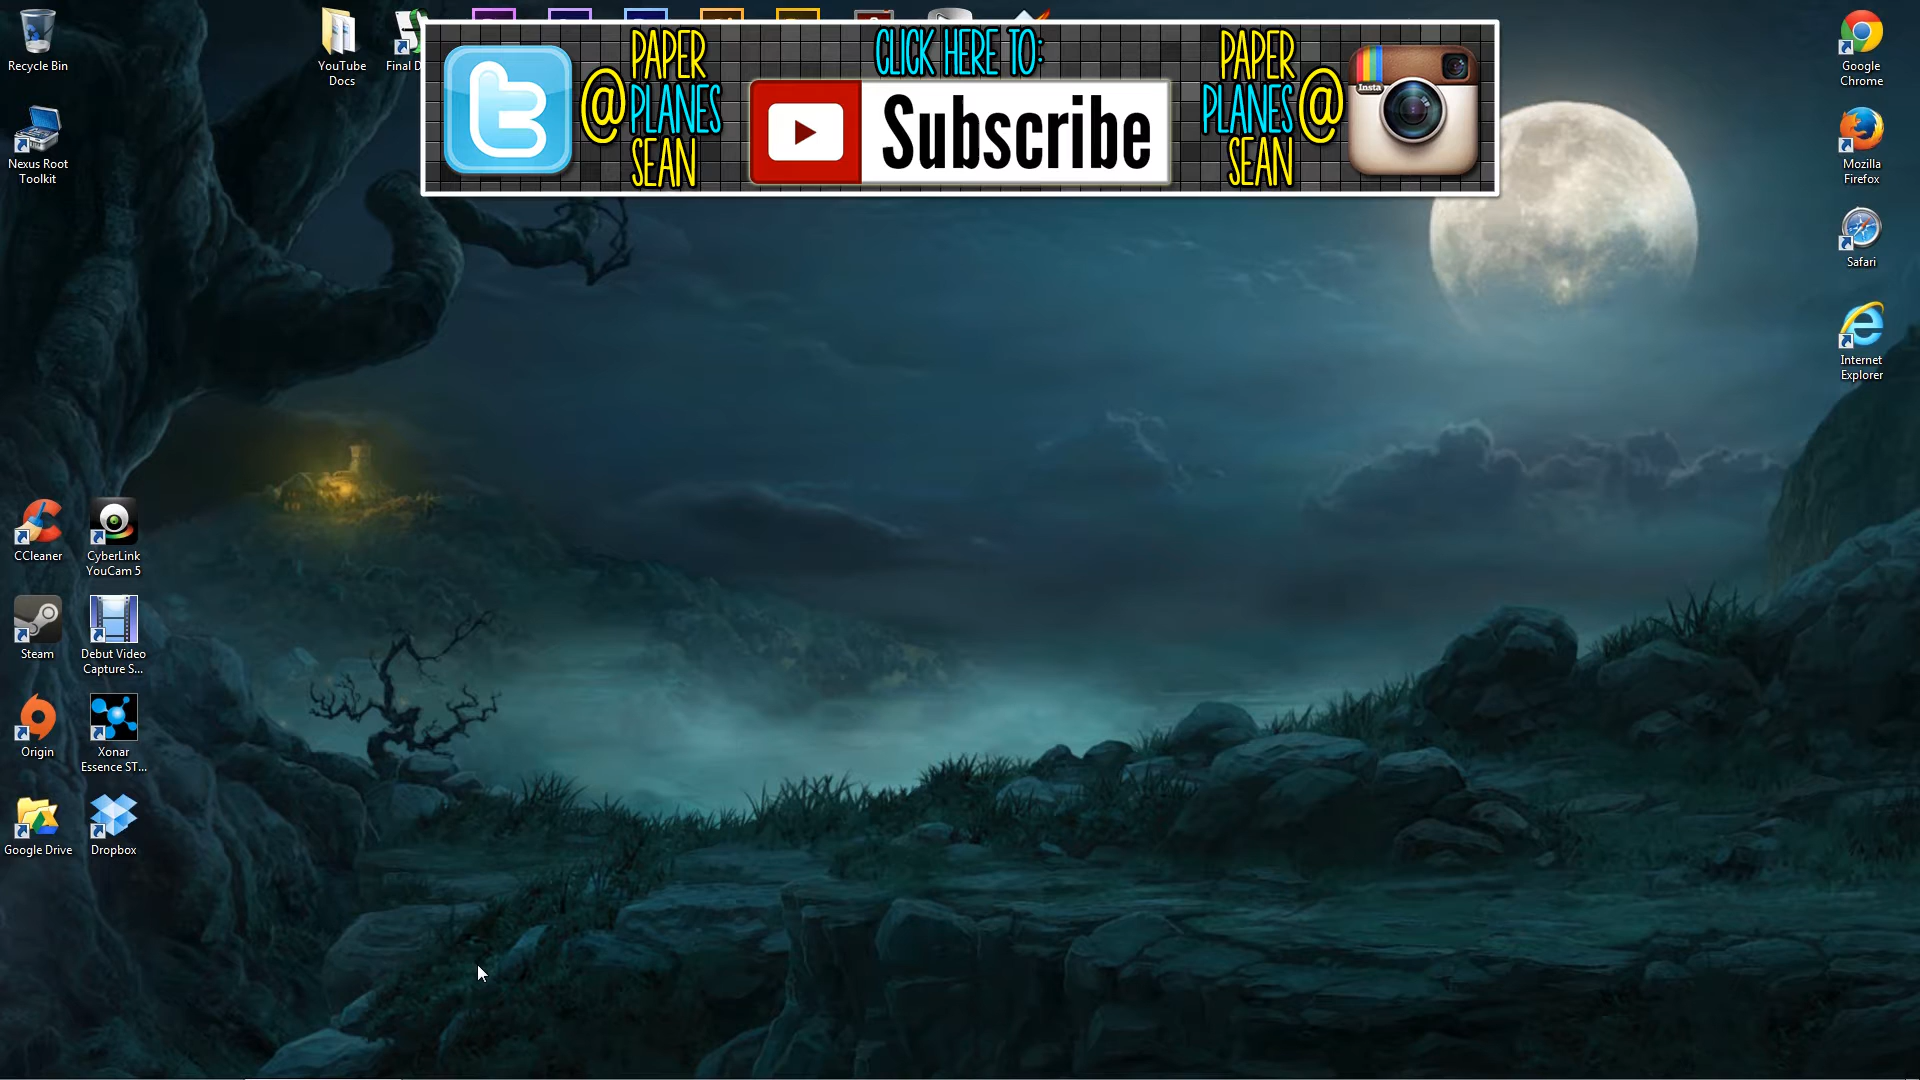 Recycle Bin
YouTube
Docs
Final D
Nexus Root
Toolkit
PAPER
@PLANES
SEAN
CLICK HERE TO:
Subscribe
PAPER
PLANES@
SEAN
Insta
Google
Chrome
Mozilla
Firefox
Safari
Internet
Explorer
CCleaner
CyberLink
YouCam 5
Steam
Debut Video
Capture S...
Origin
Xonar
Essence ST...
Google Drive
Dropbox